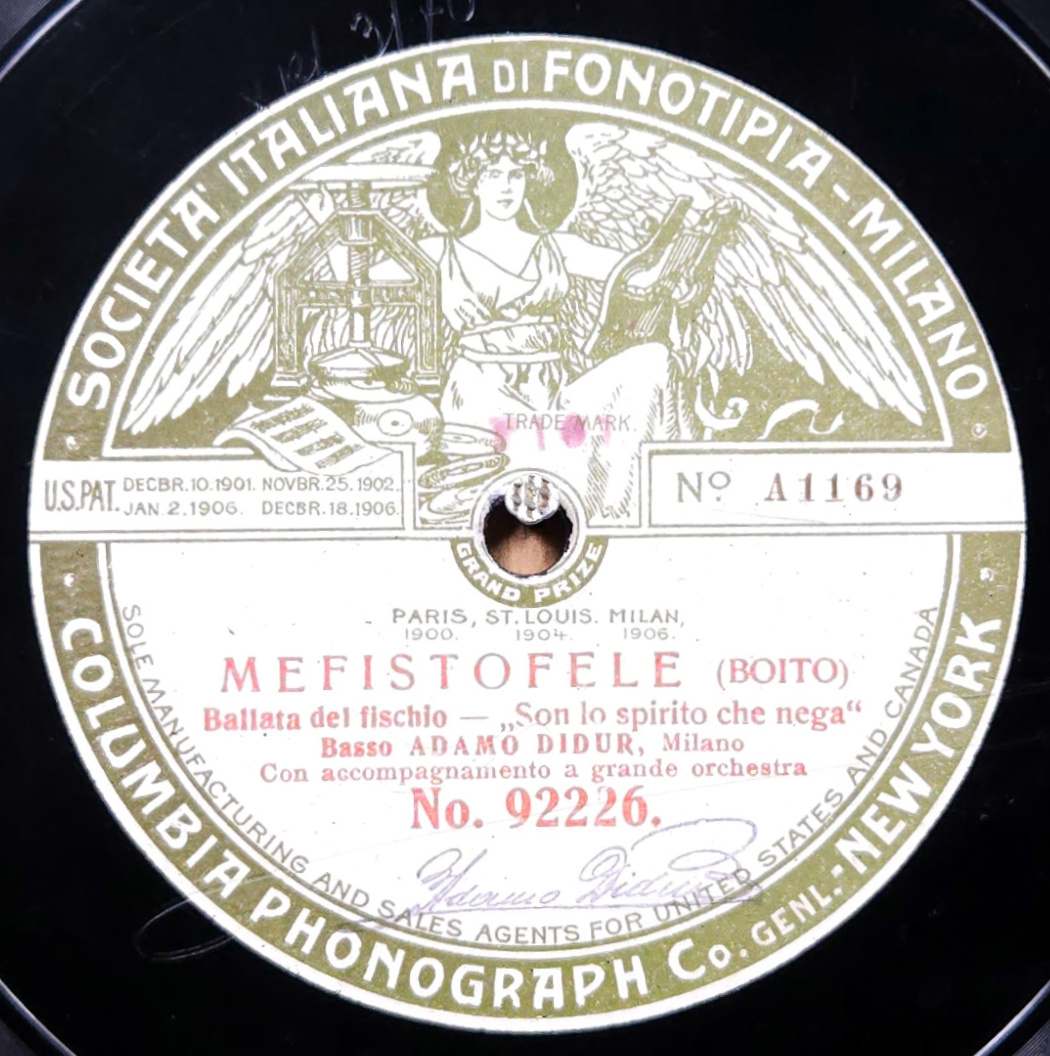 SOCIETA' ITALIANA DI FONOTIPIA - MILANO
TRADE MARK.
U.S.PAT. DECBR.10.1901. NOVBR.25.1902.
JAN 2.1906. DECBR.18.1906.
No. A1169
GRAND PRIZE
PARIS, ST. LOUIS. MILAN,
1900. 1904. 1906.
MEFISTOFELE (BOITO)
Ballata del fischio — „Son lo spirito che nega“
Basso ADAMO DIDUR, Milano
Con accompagnamento a grande orchestra
No. 92226.
Adamo Didur
SOLE MANUFACTURING AND SALES AGENTS FOR UNITED STATES AND CANADA
COLUMBIA PHONOGRAPH Co. GENL.- NEW YORK